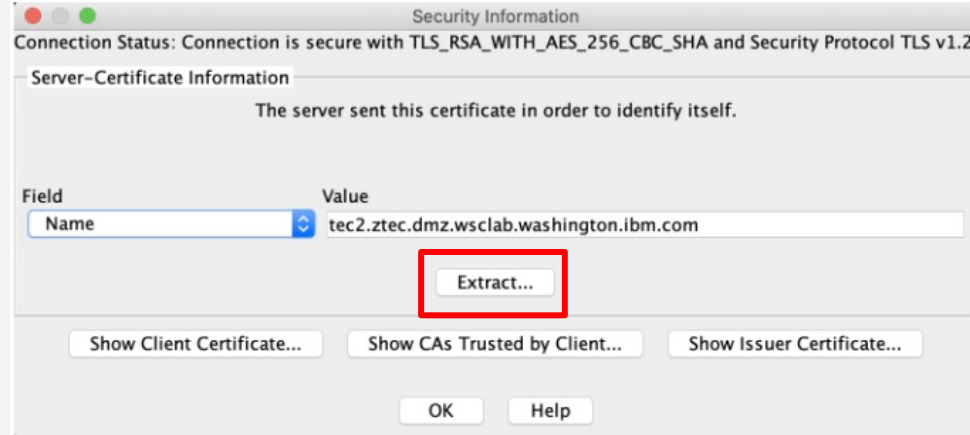 Security Information
Connection Status: Connection is secure with TLS_RSA_WITH_AES_256_CBC_SHA and Security Protocol TLS v1.2
Server-Certificate Information
The server sent this certificate in order to identify itself.
Field Value
Name tec2.ztec.dmz.wsclab.washington.ibm.com
Extract...
Show Client Certificate... Show CAs Trusted by Client... Show Issuer Certificate...
OK Help